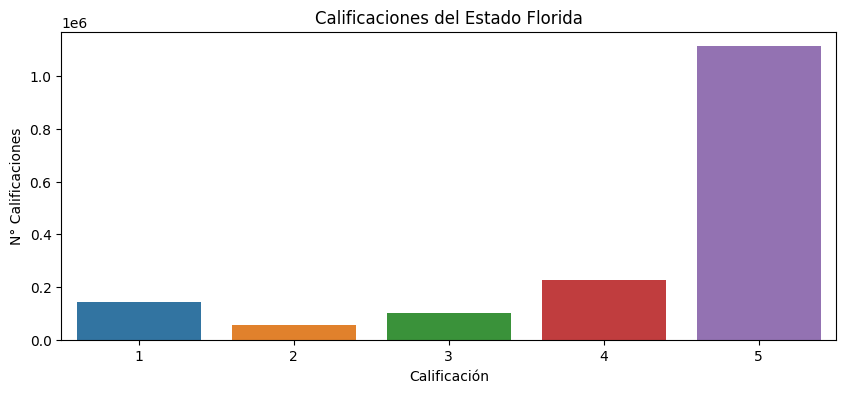 Calificaciones del Estado Florida
1e6
N° Calificaciones
1.0
0.8
0.6
0.4
0.2
0.0
1 2 3 4 5
Calificación